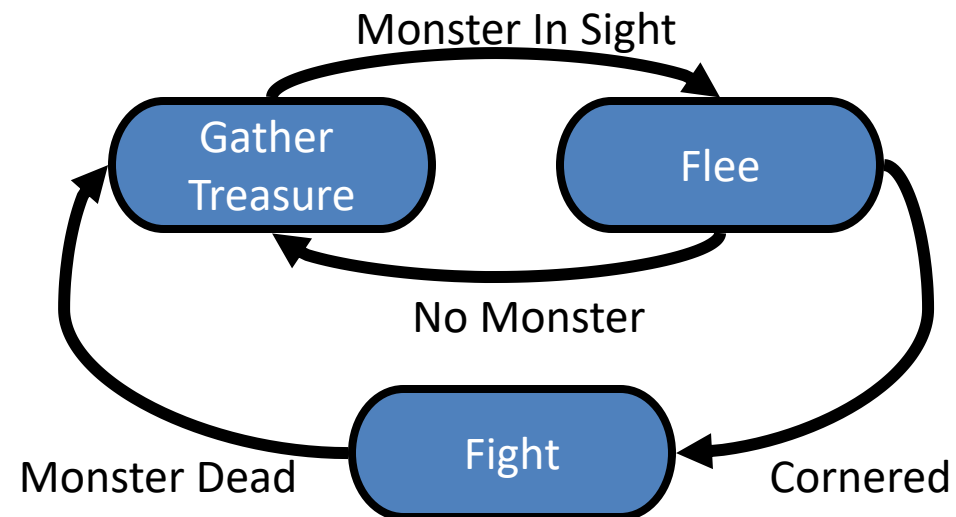 Monster In Sight
Gather
Treasure
Flee
No Monster
Fight
Monster Dead
Cornered